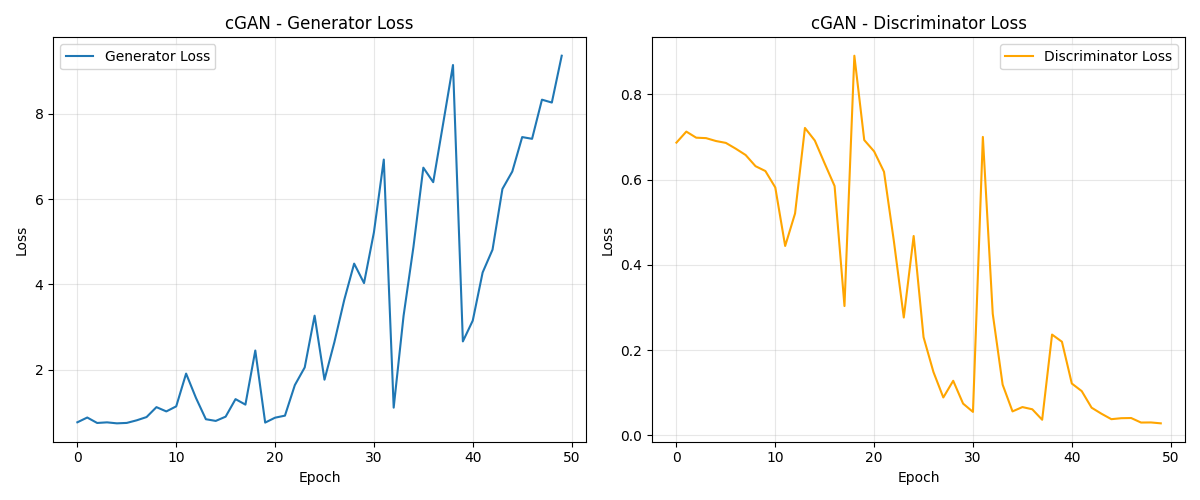 cGAN - Generator Loss
Generator Loss
8
6
4
2
0 10 20 30 40 50
Loss
Epoch
cGAN - Discriminator Loss
Discriminator Loss
0.8
0.6
0.4
0.2
0.0
0 10 20 30 40 50
Loss
Epoch